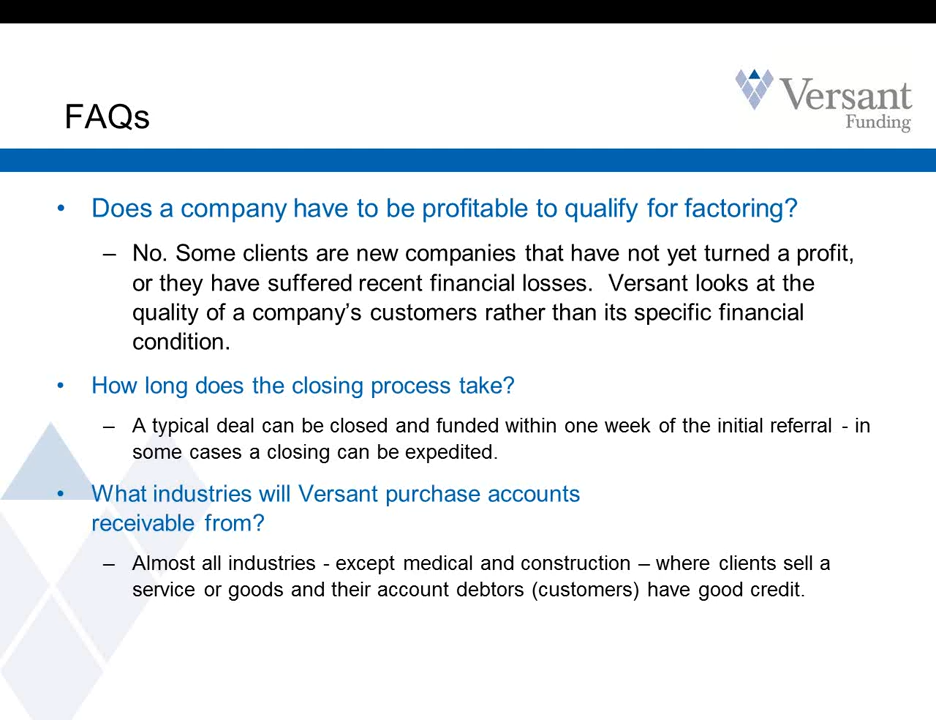 Versant
Funding
FAQs
• Does a company have to be profitable to qualify for factoring?
– No. Some clients are new companies that have not yet turned a profit,
or they have suffered recent financial losses.  Versant looks at the
quality of a company’s customers rather than its specific financial
condition.
• How long does the closing process take?
– A typical deal can be closed and funded within one week of the initial referral - in
some cases a closing can be expedited.
• What industries will Versant purchase accounts
receivable from?
– Almost all industries - except medical and construction – where clients sell a
service or goods and their account debtors (customers) have good credit.